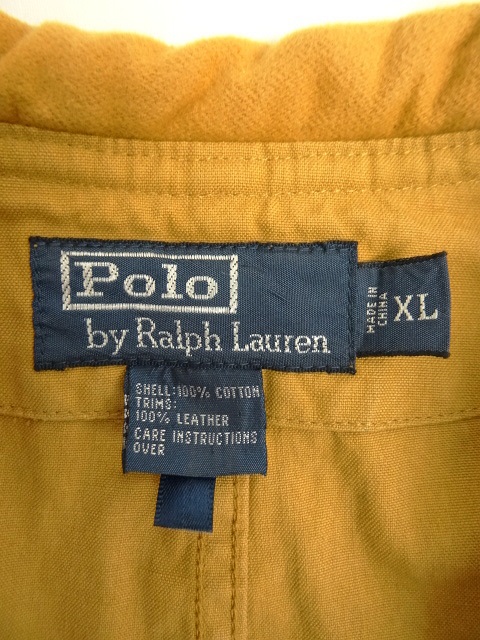 Polo
by Ralph Lauren
MADE IN
CHINA
XL
SHELL: 100% COTTON
TRIMS:
100% LEATHER
CARE INSTRUCTIONS
OVER